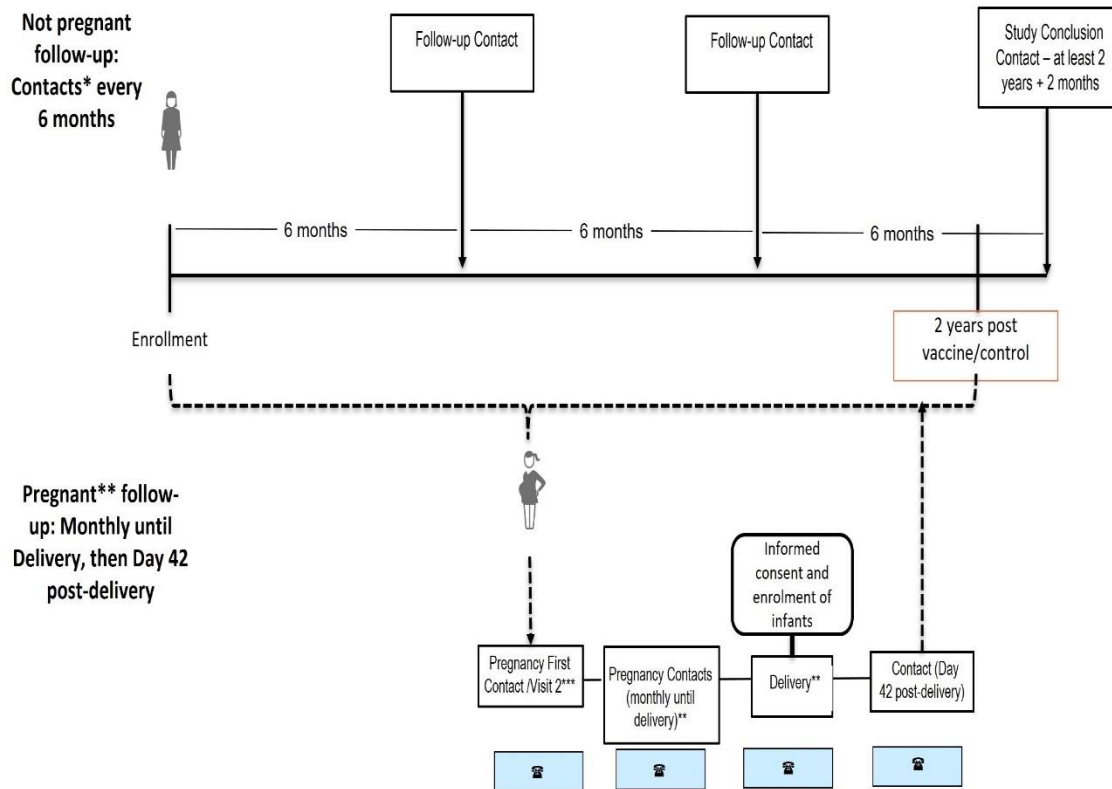 Not pregnant
follow-up:
Contacts* every
6 months
Follow-up Contact
Follow-up Contact
Study Conclusion
Contact – at least 2
years + 2 months
6 months
6 months
6 months
Enrollment
2 years post
vaccine/control
Pregnant** follow-
up: Monthly until
Delivery, then Day 42
post-delivery
Informed
consent and
enrolment of
infants
Pregnancy First
Contact /Visit 2***
Pregnancy Contacts
(monthly until
delivery)**
Delivery**
Contact (Day
42 post-delivery)